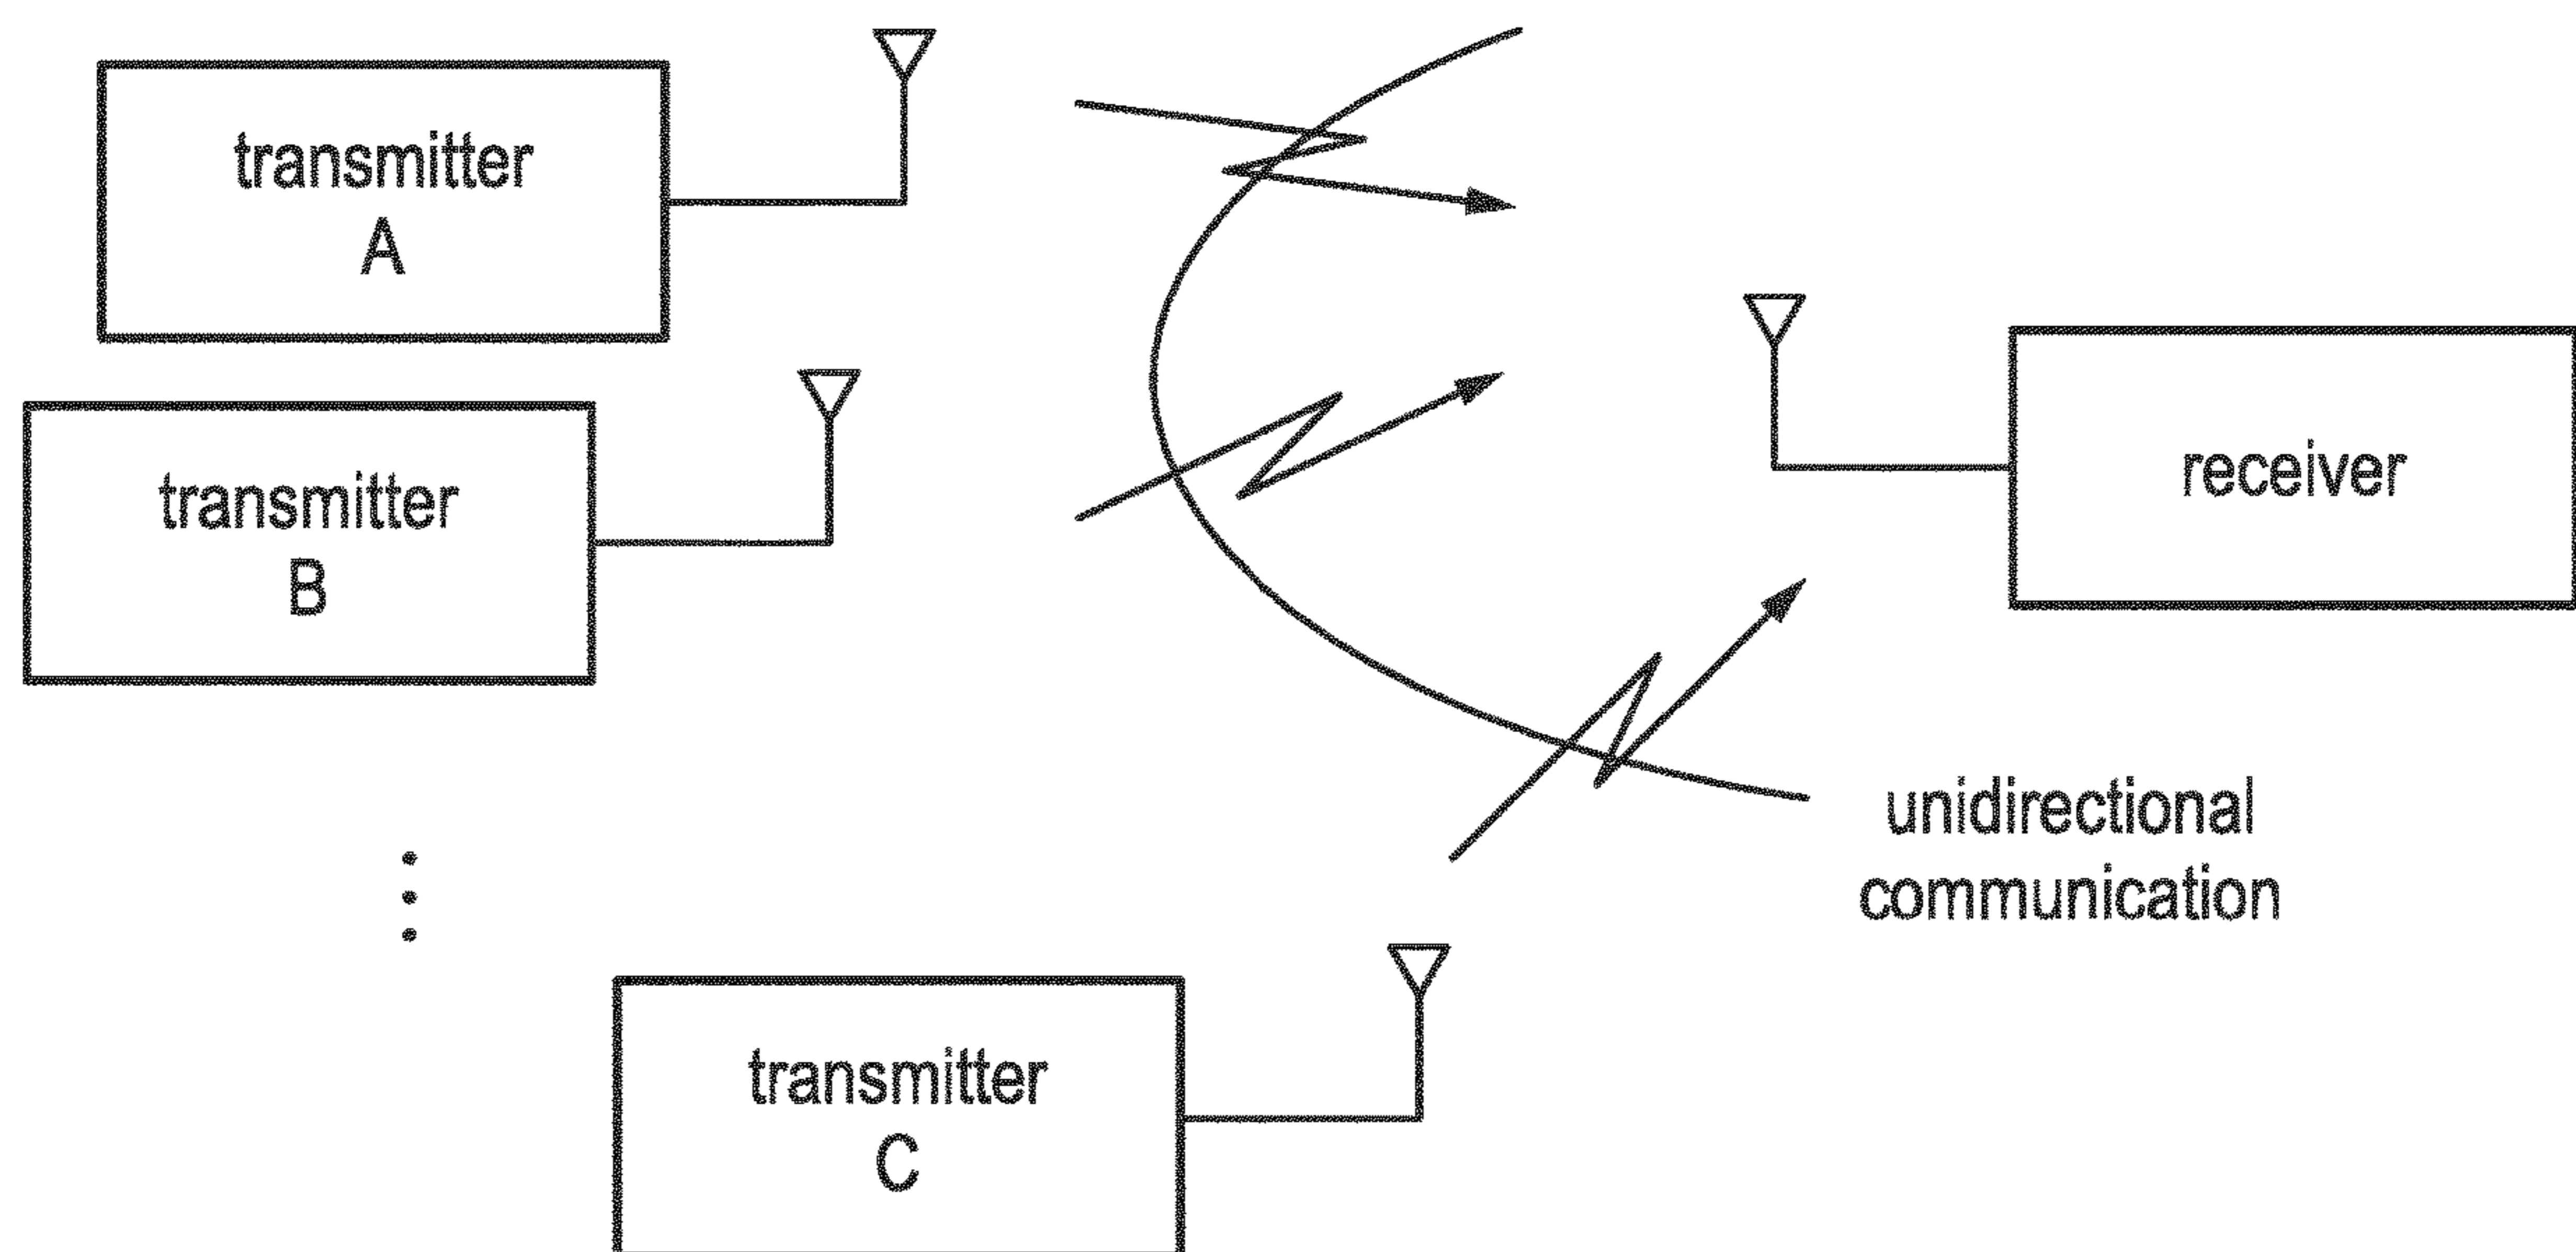 transmitter
A
transmitter
B
receiver
unidirectional
communication
transmitter
C